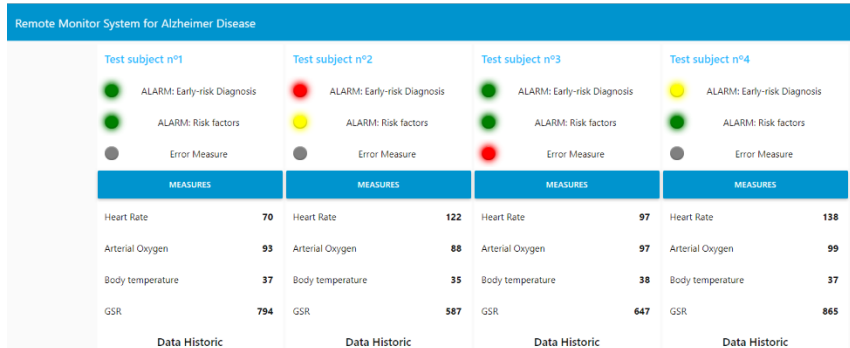 Remote Monitor System for Alzheimer Disease
Test subject nº1 Test subject nº2 Test subject nº3 Test subject nº4
ALARM: Early-risk Diagnosis ALARM: Early-risk Diagnosis ALARM: Early-risk Diagnosis ALARM: Early-risk Diagnosis
ALARM: Risk factors ALARM: Risk factors ALARM: Risk factors ALARM: Risk factors
Error Measure Error Measure Error Measure Error Measure
MEASURES MEASURES MEASURES MEASURES
Heart Rate 70 Heart Rate 122 Heart Rate 97 Heart Rate 138
Arterial Oxygen 93 Arterial Oxygen 88 Arterial Oxygen 97 Arterial Oxygen 99
Body temperature 37 Body temperature 35 Body temperature 38 Body temperature 37
GSR 794 GSR 587 GSR 647 GSR 865
Data Historic Data Historic Data Historic Data Historic